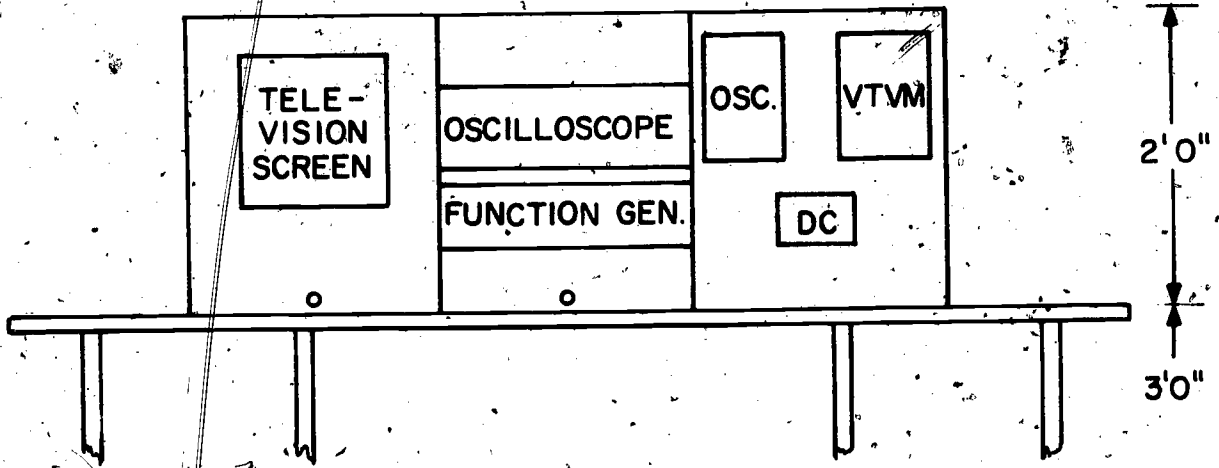 TELE-
VISION
SCREEN
OSCILLOSCOPE
FUNCTION GEN.
OSC.
VTVM
DC
2'0"
3'0"